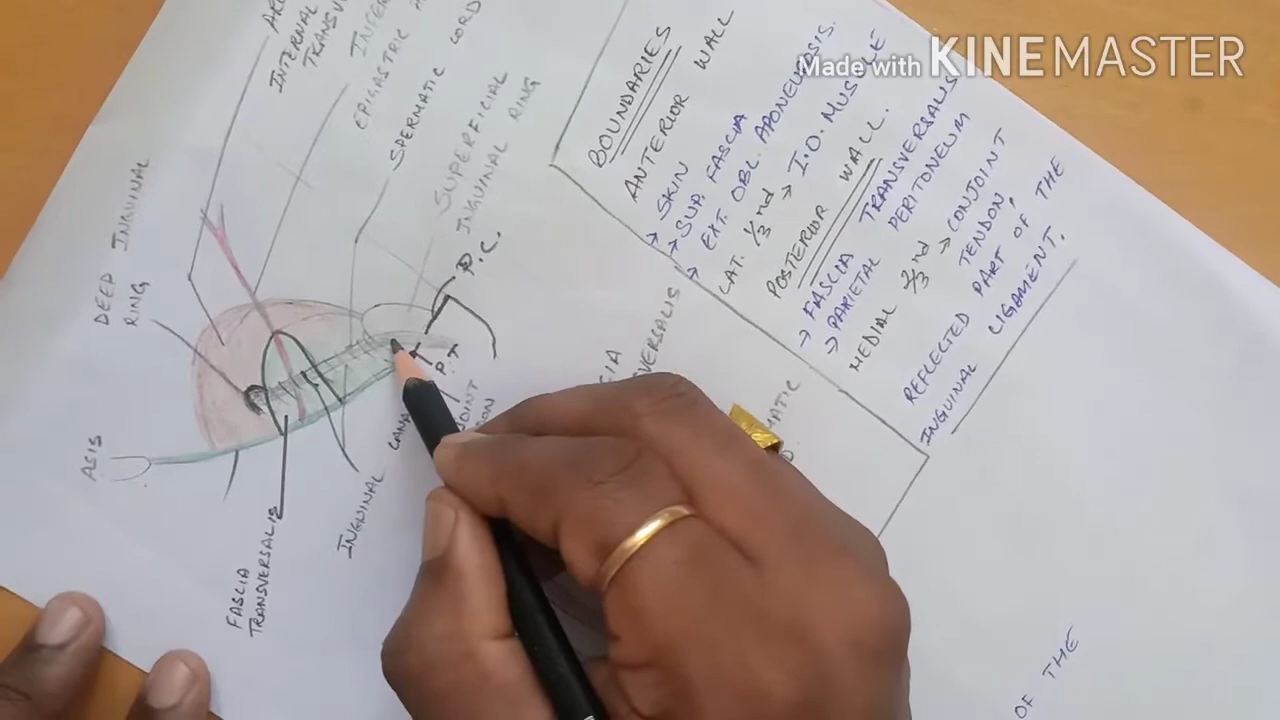 Made with KINEMASTER
INTERNAL
SPERMATIC CORD
SUPERFICIAL
INGUINAL RING
DEEP INGUINAL
RING
P.C.
P.T
ASIS
INGUINAL
FASCIA
TRANSVERSALIS
BOUNDARIES
ANTERIOR WALL
→ SKIN
→ SUP. FASCIA
→ EXT. OBL. APONEUROSIS.
LAT. 1/3rd → I.O. MUSCLE
POSTERIOR WALL.
→ FASCIA TRANSVERSALIS
→ PARIETAL PERITONEUM
MEDIAL 2/3rd → CONJOINT
TENDON,
REFLECTED PART OF THE
INGUINAL LIGAMENT.
OF THE